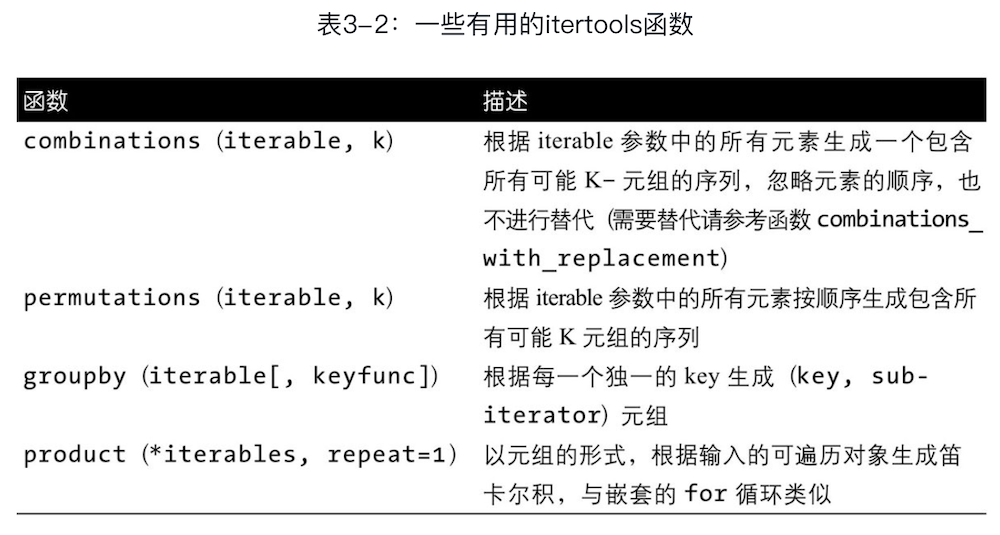 表3-2：一些有用的itertools函数
函数 描述
combinations (iterable, k) 根据 iterable 参数中的所有元素生成一个包含
所有可能 K- 元组的序列，忽略元素的顺序，也
不进行替代（需要替代请参考函数 combinations_
with_replacement）
permutations (iterable, k) 根据 iterable 参数中的所有元素按顺序生成包含所
有可能 K 元组的序列
groupby (iterable[, keyfunc]) 根据每一个独一的 key 生成（key, sub-
iterator）元组
product (*iterables, repeat=1) 以元组的形式，根据输入的可遍历对象生成笛
卡尔积，与嵌套的 for 循环类似